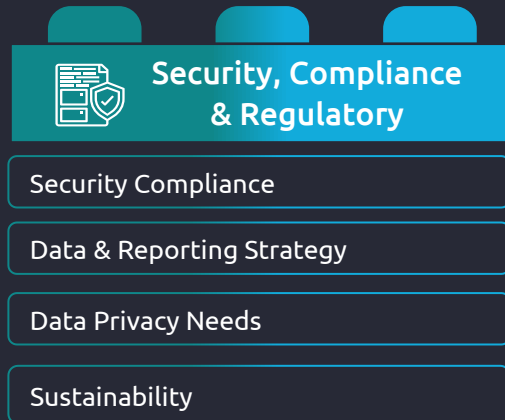 Security, Compliance
& Regulatory
Security Compliance
Data & Reporting Strategy
Data Privacy Needs
Sustainability